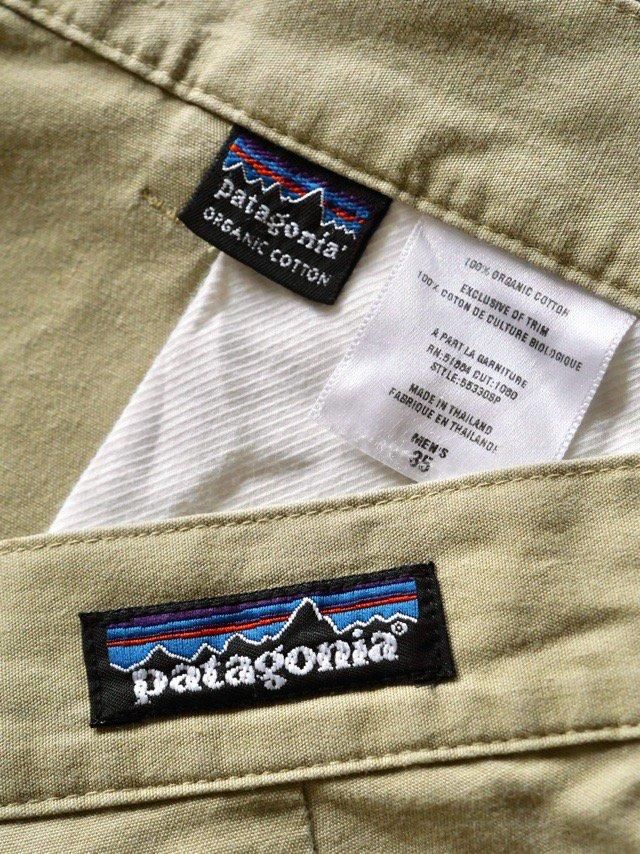 patagonia®
ORGANIC COTTON
100% ORGANIC COTTON
EXCLUSIVE OF TRIM
100% COTON DE CULTURE BIOLOGIQUE
A PART LA GARNITURE
RN:51884 CUT:1080
STYLE:55330SP
MADE IN THAILAND
FABRIQUE EN THAILANDE
MEN'S
35
patagonia®